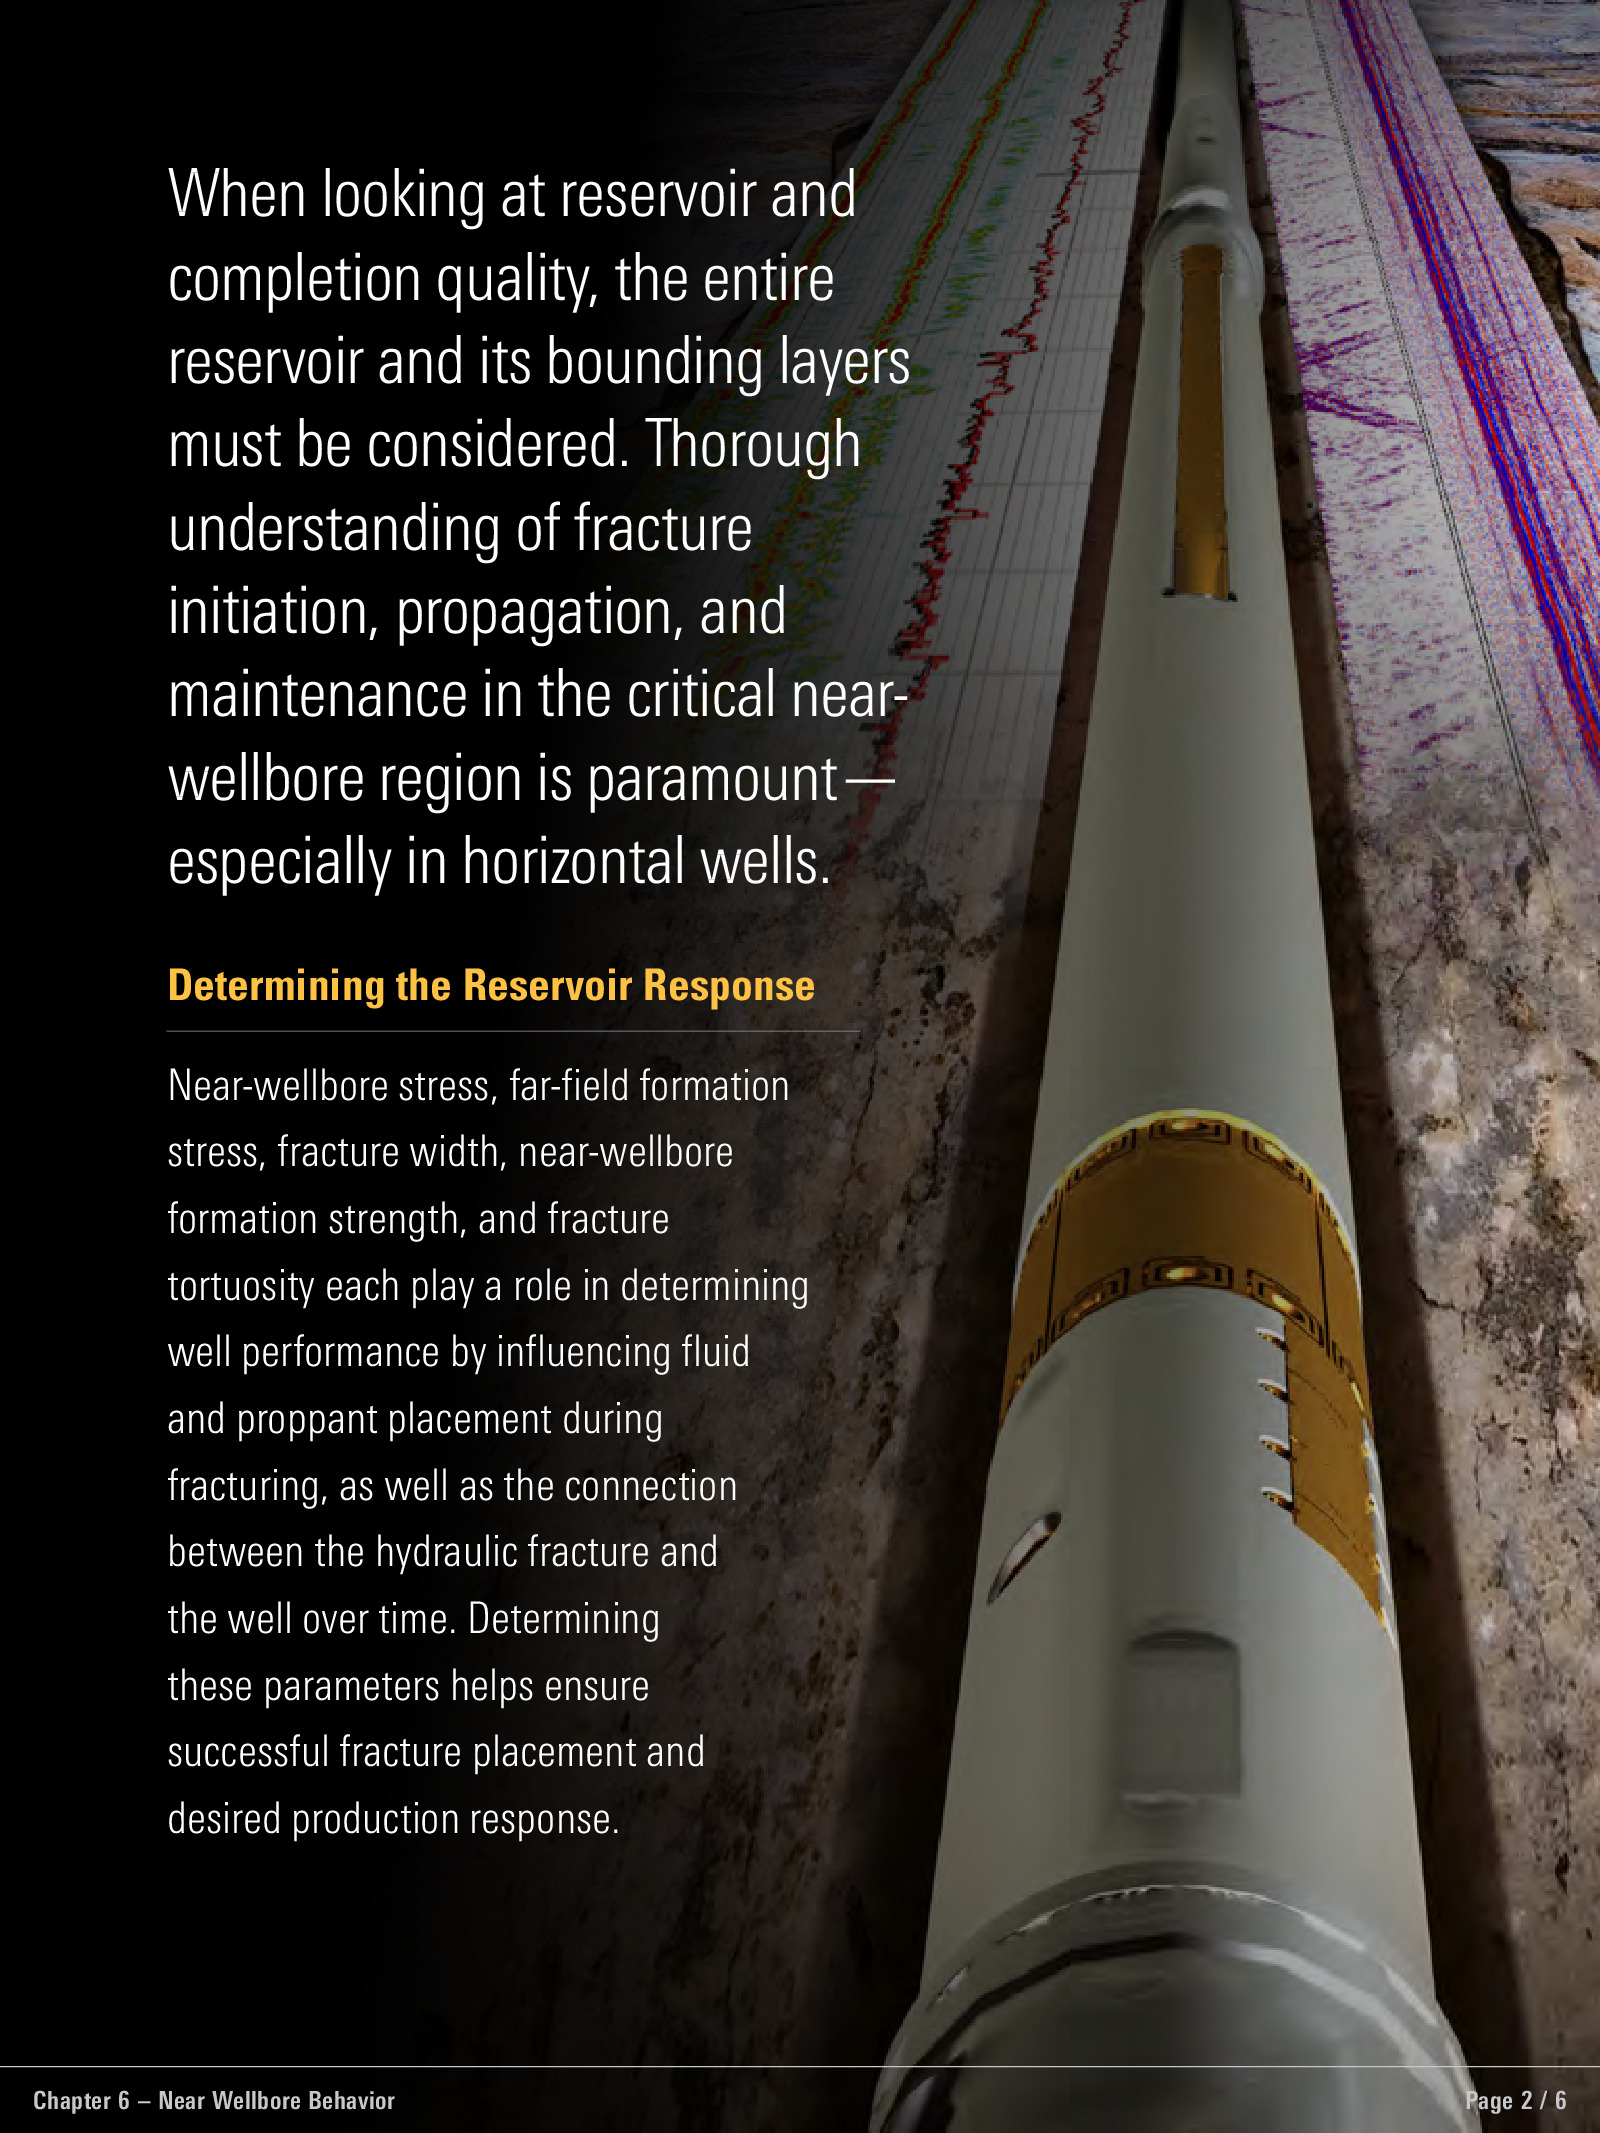 When looking at reservoir and
completion quality, the entire
reservoir and its bounding layers
must be considered. Thorough
understanding of fracture
initiation, propagation, and
maintenance in the critical near-
wellbore region is paramount—
especially in horizontal wells.
Determining the Reservoir Response
Near-wellbore stress, far-field formation
stress, fracture width, near-wellbore
formation strength, and fracture
tortuosity each play a role in determining
well performance by influencing fluid
and proppant placement during
fracturing, as well as the connection
between the hydraulic fracture and
the well over time. Determining
these parameters helps ensure
successful fracture placement and
desired production response.
Chapter 6 – Near Wellbore Behavior
Page 2 / 6